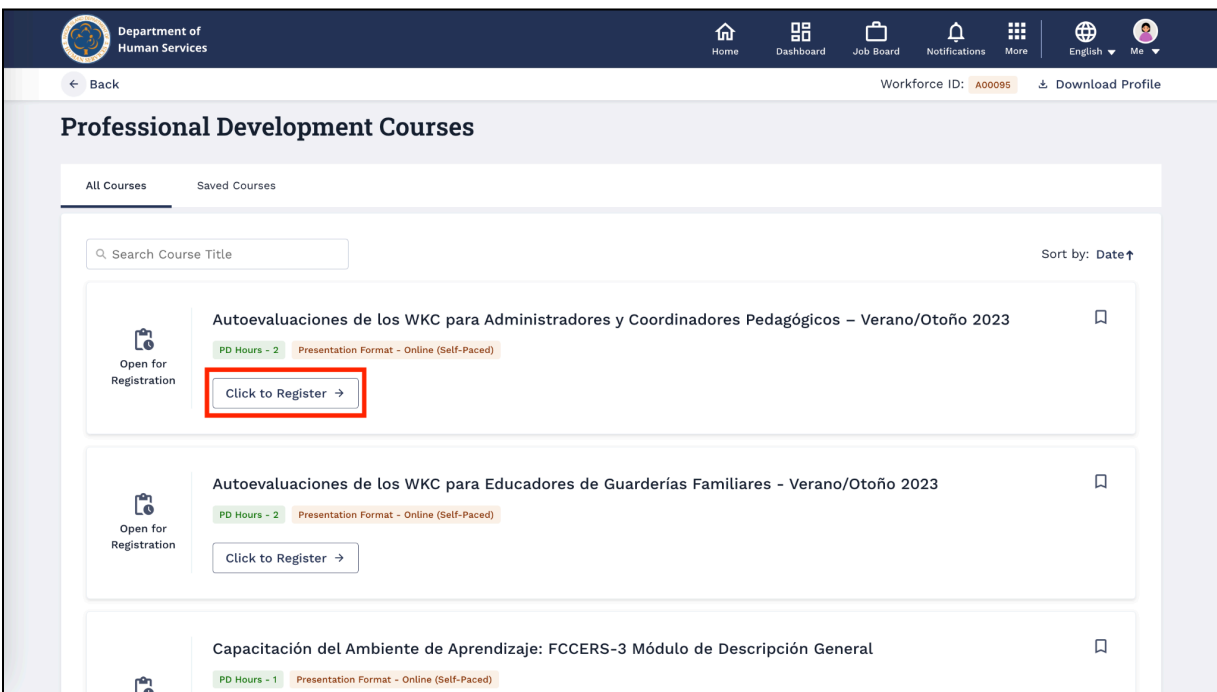 Department of
Human Services
Home
Dashboard
Job Board
Notifications
More
English
Me
Back
Workforce ID: A00095
Download Profile
Professional Development Courses
All Courses
Saved Courses
Search Course Title
Sort by: Date↑
Autoevaluaciones de los WKC para Administradores y Coordinadores Pedagógicos – Verano/Otoño 2023
PD Hours - 2
Presentation Format - Online (Self-Paced)
Open for
Registration
Click to Register →
Autoevaluaciones de los WKC para Educadores de Guarderías Familiares - Verano/Otoño 2023
PD Hours - 2
Presentation Format - Online (Self-Paced)
Open for
Registration
Click to Register →
Capacitación del Ambiente de Aprendizaje: FCCERS-3 Módulo de Descripción General
PD Hours - 1
Presentation Format - Online (Self-Paced)